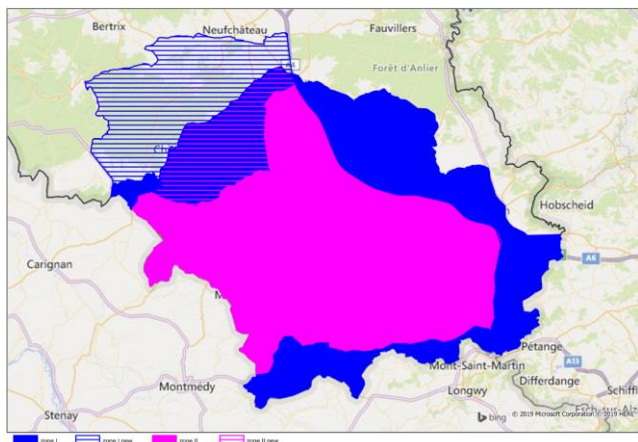 Bertrix
Neufchâteau
Fauvillers
Forêt d'Anlier
Hobscheid
Carignan
A6
Pétange
A13
Mont-Saint-Martin
Differdange
Montmédy
Longwy
Stenay
bing
© 2019 Microsoft Corporation © 2019 HERE
zone I
zone I new
zone II
zone II new